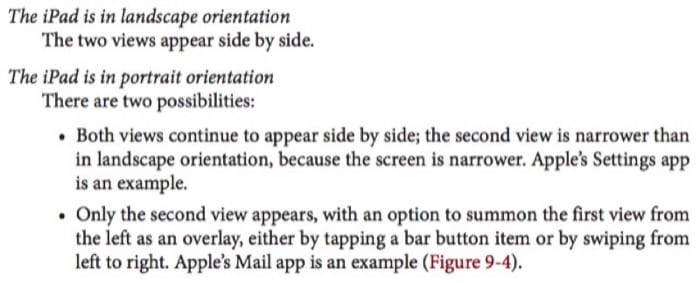 The iPad is in landscape orientation
The two views appear side by side.
The iPad is in portrait orientation
There are two possibilities:
• Both views continue to appear side by side; the second view is narrower than
in landscape orientation, because the screen is narrower. Apple's Settings app
is an example.
• Only the second view appears, with an option to summon the first view from
the left as an overlay, either by tapping a bar button item or by swiping from
left to right. Apple's Mail app is an example (Figure 9-4).